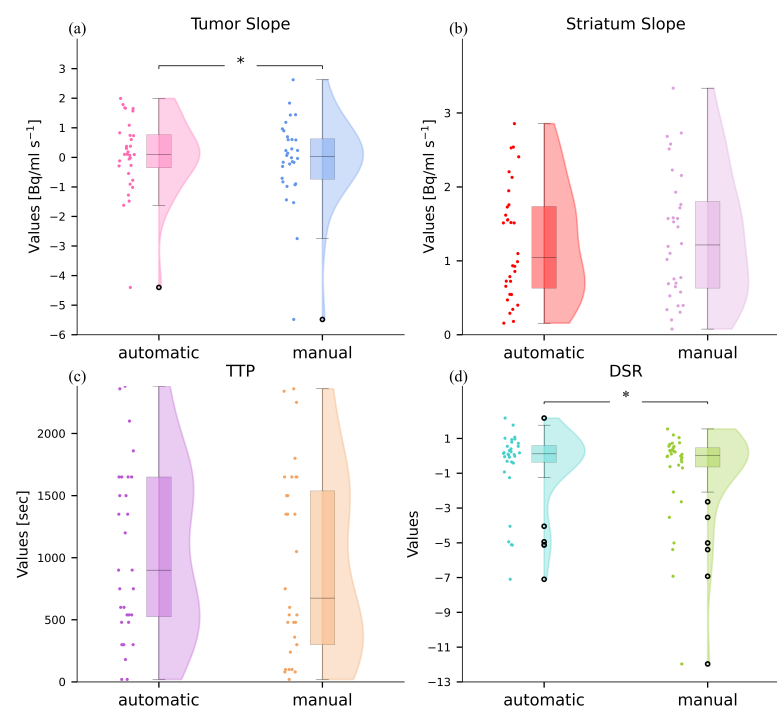 (a) Tumor Slope
*
Values [Bq/ml s⁻¹]
3
2
1
0
−1
−2
−3
−4
−5
−6
automatic manual
(b) Striatum Slope
Values [Bq/ml s⁻¹]
3
2
1
0
automatic manual
(c) TTP
Values [sec]
2000
1500
1000
500
0
automatic manual
(d) DSR
*
Values
1
−1
−3
−5
−7
−9
−11
−13
automatic manual